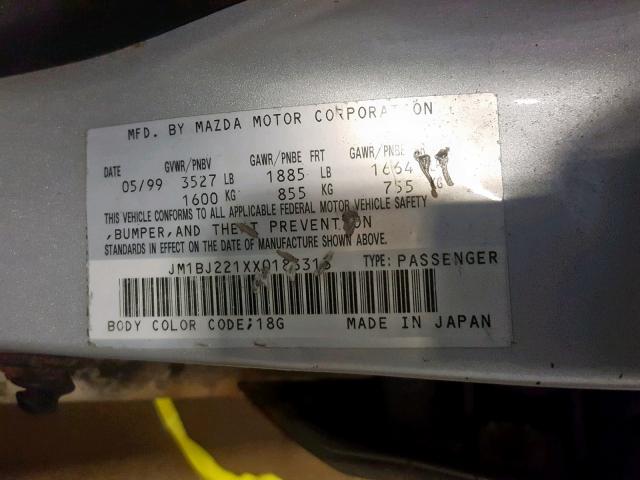 MFD. BY MAZDA MOTOR CORPORATION
DATE GVWR/PNBV GAWR/PNBE FRT GAWR/PNBE
05/99 3527 LB 1885 LB 1664
1600 KG 855 KG 755 KG
THIS VEHICLE CONFORMS TO ALL APPLICABLE FEDERAL MOTOR VEHICLE SAFETY
,BUMPER,AND THEFT PREVENTION
STANDARDS IN EFFECT ON THE DATE OF MANUFACTURE SHOWN ABOVE.
TYPE: PASSENGER
BODY COLOR CODE;18G MADE IN JAPAN